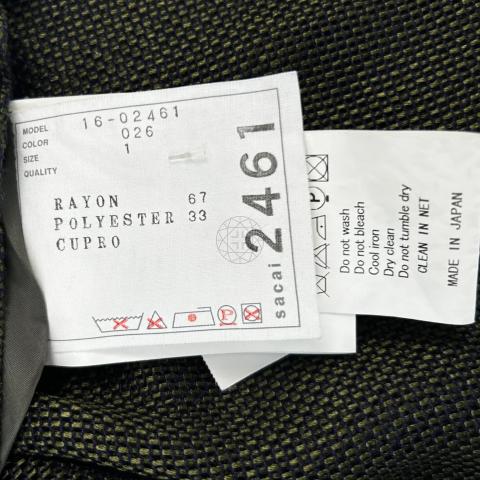 MODEL 16-02461
COLOR 026
SIZE 1
QUALITY
RAYON 67
POLYESTER 33
CUPRO
P
sacai
2461
P
Do not wash
Do not bleach
Cool iron
Dry clean
Do not tumble dry
CLEAN IN NET
MADE IN JAPAN